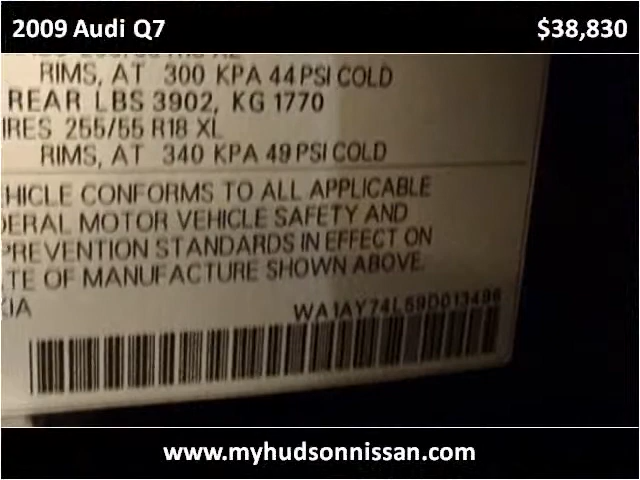 2009 Audi Q7
$38,830
RIMS, AT 300 KPA 44 PSI COLD
REAR LBS 3902, KG 1770
IRES 255/55 R18 XL
RIMS, AT 340 KPA 49 PSI COLD
EHICLE CONFORMS TO ALL APPLICABLE
DERAL MOTOR VEHICLE SAFETY AND
PREVENTION STANDARDS IN EFFECT ON
TE OF MANUFACTURE SHOWN ABOVE.
KIA
WA1AY74L59D013496
www.myhudsonnissan.com